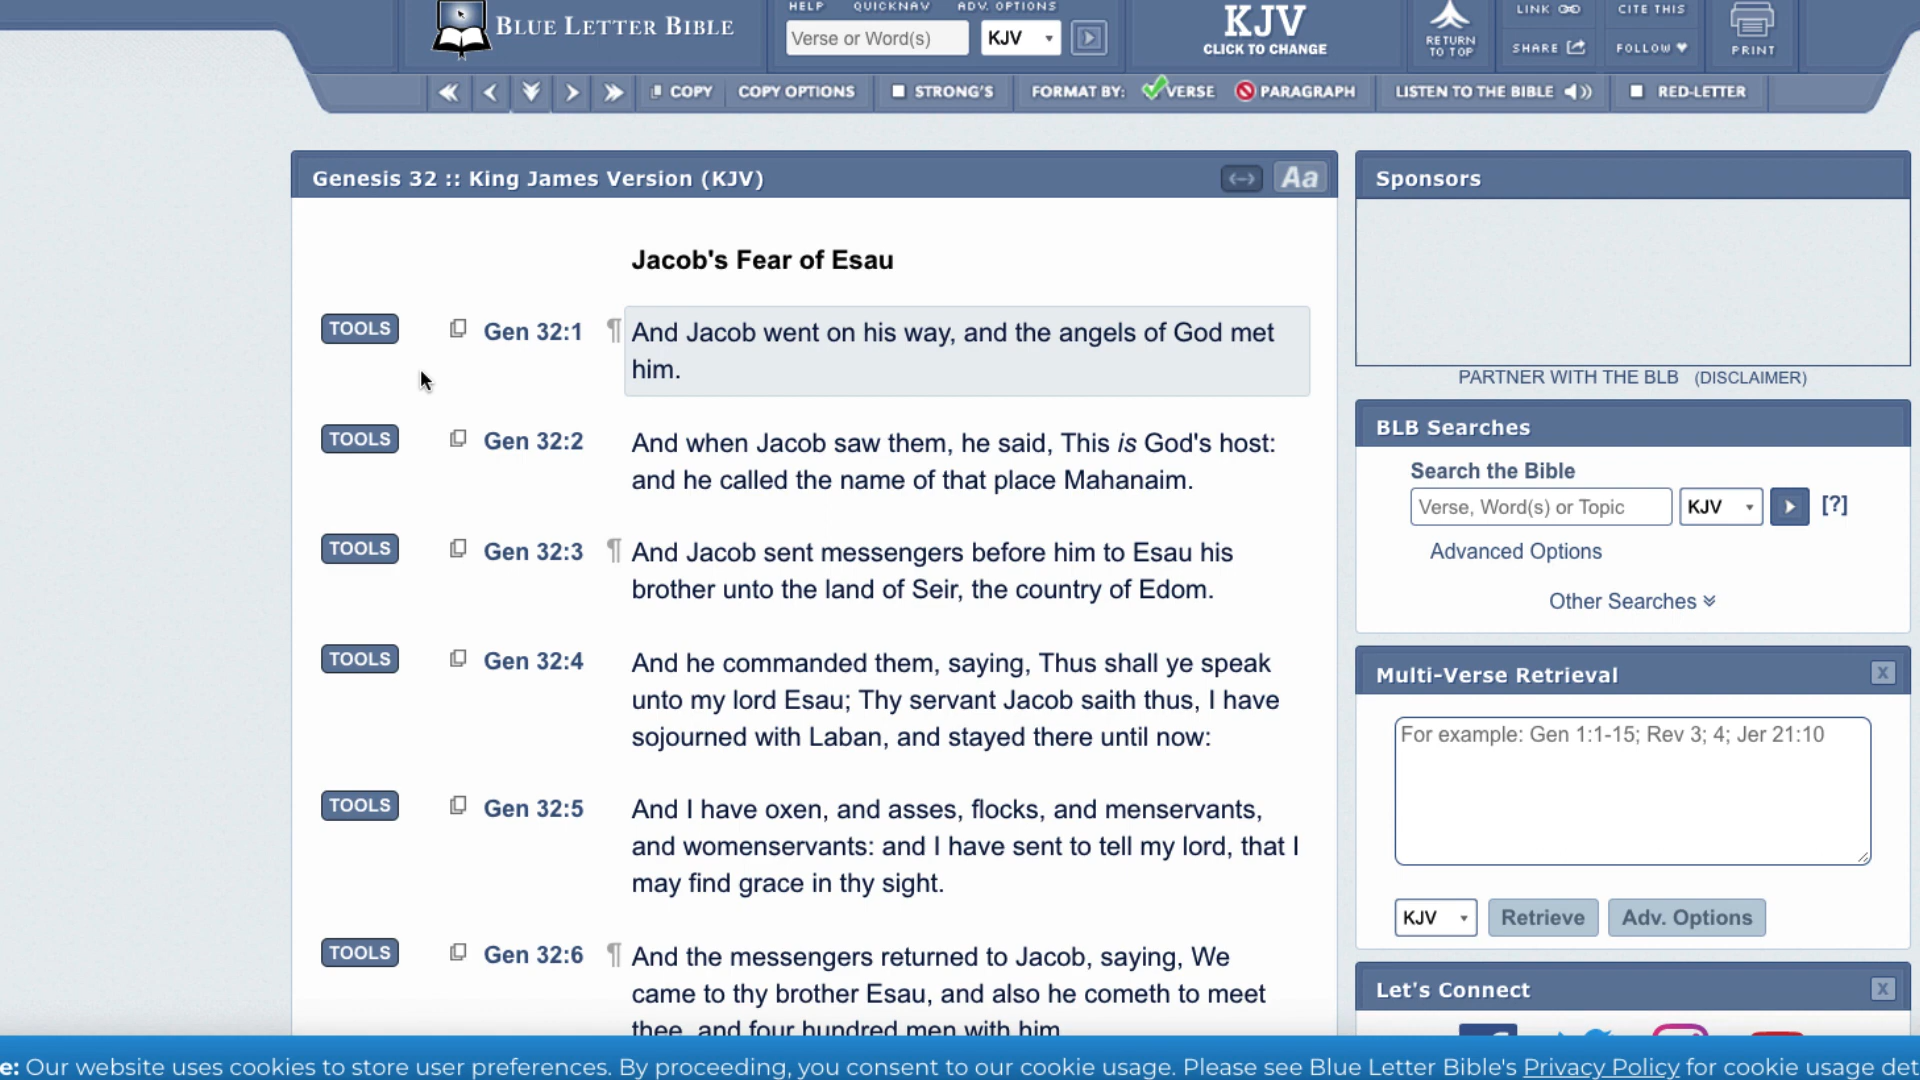 HELP QUICKNAV ADV. OPTIONS
BLUE LETTER BIBLE
Verse or Word(s)
KJV
KJV
CLICK TO CHANGE
RETURN
TO TOP
LINK
CITE THIS
SHARE
FOLLOW
PRINT
COPY
COPY OPTIONS
STRONG'S
FORMAT BY: VERSE PARAGRAPH
LISTEN TO THE BIBLE
RED-LETTER
Genesis 32 :: King James Version (KJV)
Aa
Jacob's Fear of Esau
TOOLS Gen 32:1 ¶ And Jacob went on his way, and the angels of God met
him.
TOOLS Gen 32:2 And when Jacob saw them, he said, This is God's host:
and he called the name of that place Mahanaim.
TOOLS Gen 32:3 ¶ And Jacob sent messengers before him to Esau his
brother unto the land of Seir, the country of Edom.
TOOLS Gen 32:4 And he commanded them, saying, Thus shall ye speak
unto my lord Esau; Thy servant Jacob saith thus, I have
sojourned with Laban, and stayed there until now:
TOOLS Gen 32:5 And I have oxen, and asses, flocks, and menservants,
and womenservants: and I have sent to tell my lord, that I
may find grace in thy sight.
TOOLS Gen 32:6 ¶ And the messengers returned to Jacob, saying, We
came to thy brother Esau, and also he cometh to meet
thee, and four hundred men with him
Sponsors
PARTNER WITH THE BLB (DISCLAIMER)
BLB Searches
Search the Bible
Verse, Word(s) or Topic
KJV
[?]
Advanced Options
Other Searches
Multi-Verse Retrieval
X
For example: Gen 1:1-15; Rev 3; 4; Jer 21:10
KJV
Retrieve
Adv. Options
Let's Connect
X
e: Our website uses cookies to store user preferences. By proceeding, you consent to our cookie usage. Please see Blue Letter Bible's Privacy Policy for cookie usage det